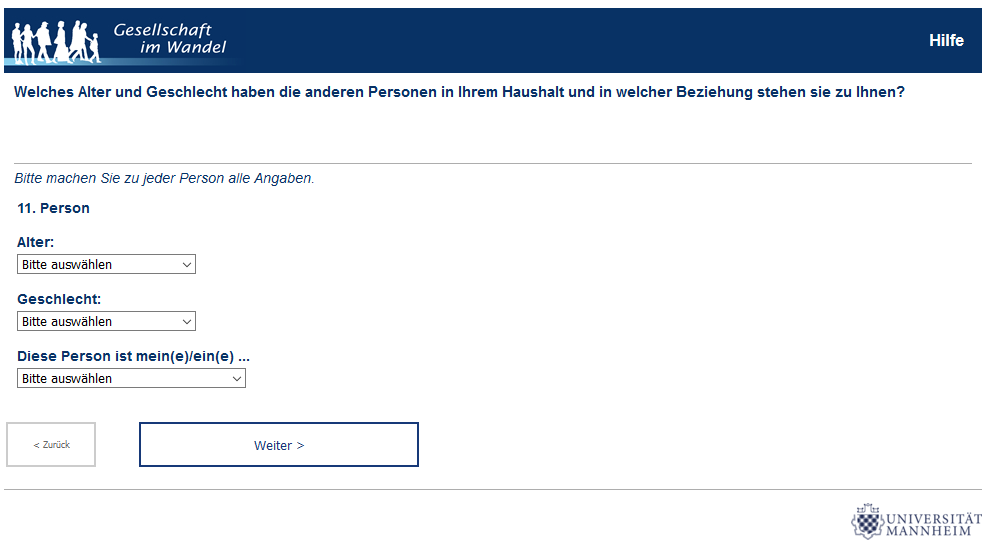 Gesellschaft
im Wandel
Hilfe
Welches Alter und Geschlecht haben die anderen Personen in Ihrem Haushalt und in welcher Beziehung stehen sie zu Ihnen?
Bitte machen Sie zu jeder Person alle Angaben.
11. Person
Alter:
Bitte auswählen
Geschlecht:
Bitte auswählen
Diese Person ist mein(e)/ein(e) ...
Bitte auswählen
< Zurück
Weiter >
UNIVERSITÄT
MANNHEIM